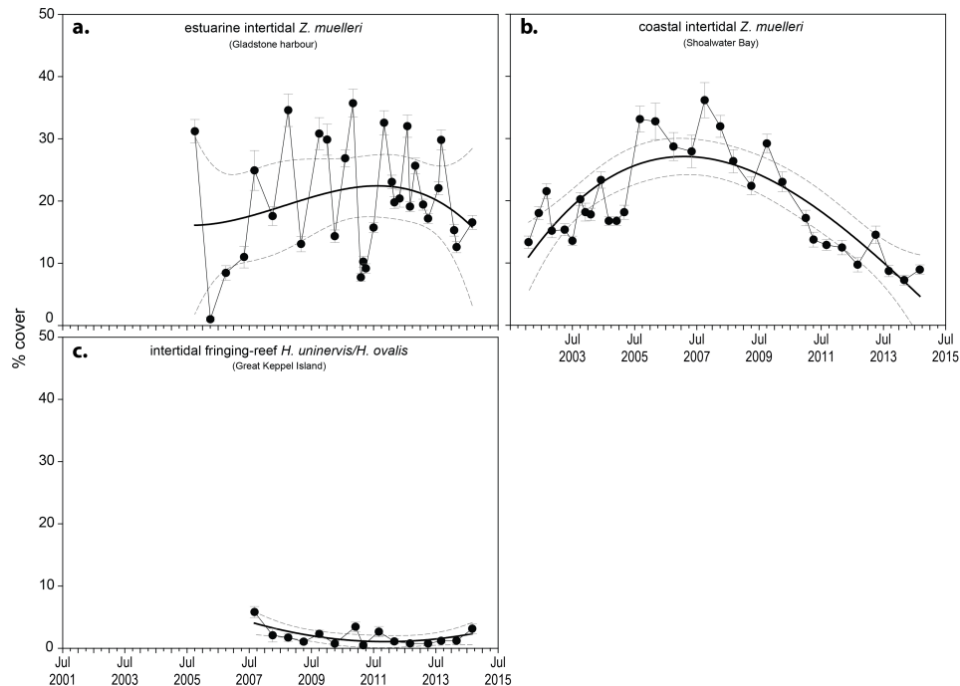 a.
estuarine intertidal Z. muelleri
(Gladstone harbour)
b.
coastal intertidal Z. muelleri
(Shoalwater Bay)
50
40
30
20
10
0
Jul Jul Jul Jul Jul Jul Jul
2003 2005 2007 2009 2011 2013 2015
% cover
c.
intertidal fringing-reef H. uninervis/H. ovalis
(Great Keppel Island)
50
40
30
20
10
0
Jul Jul Jul Jul Jul Jul Jul Jul
2001 2003 2005 2007 2009 2011 2013 2015